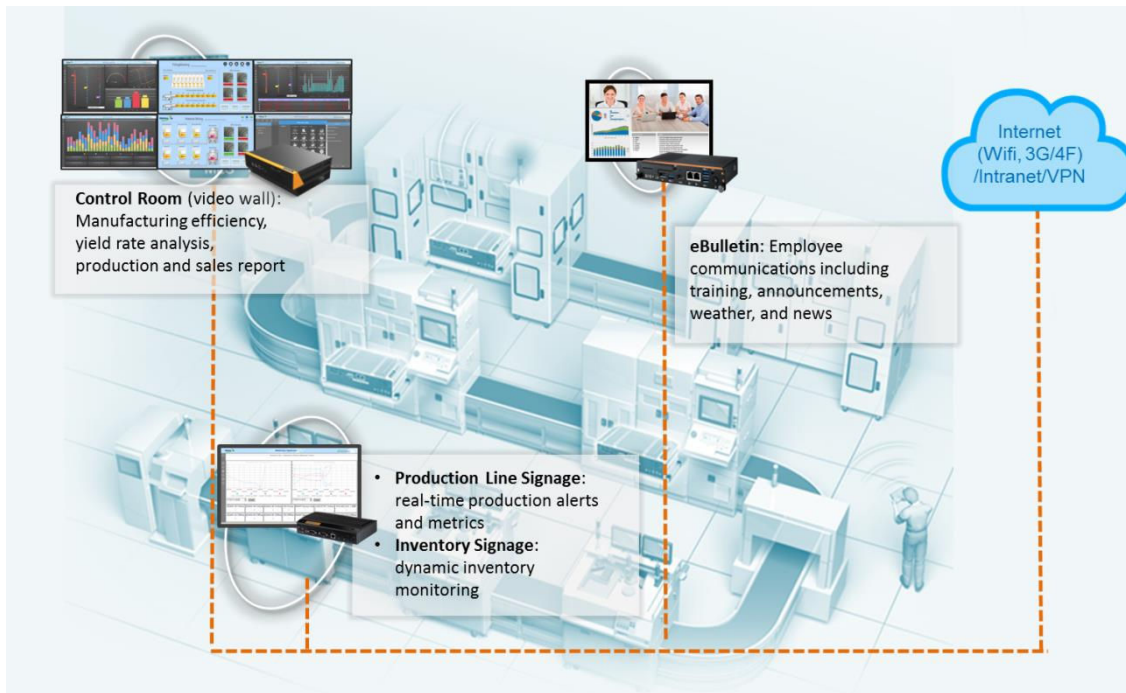 Control Room (video wall):
Manufacturing efficiency,
yield rate analysis,
production and sales report
eBulletin: Employee
communications including
training, announcements,
weather, and news
Internet
(Wifi, 3G/4F)
/Intranet/VPN
• Production Line Signage:
real-time production alerts
and metrics
• Inventory Signage:
dynamic inventory
monitoring